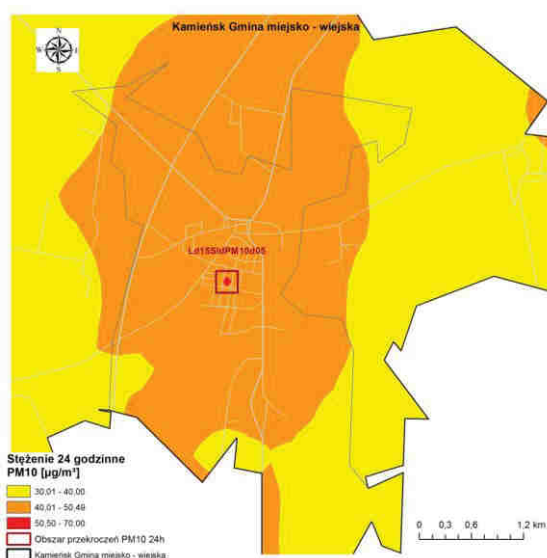 Kamieńsk Gmina miejsko - wiejska
N
W
E
S
Ld15SldPM10d05
Stężenie 24 godzinne
PM10 [µg/m³]
30,01 - 40,00
40,01 - 50,49
50,50 - 70,00
Obszar przekroczeń PM10 24h
Kamieńsk Gmina miejsko - wiejska
0 0,3 0,6 1,2 km